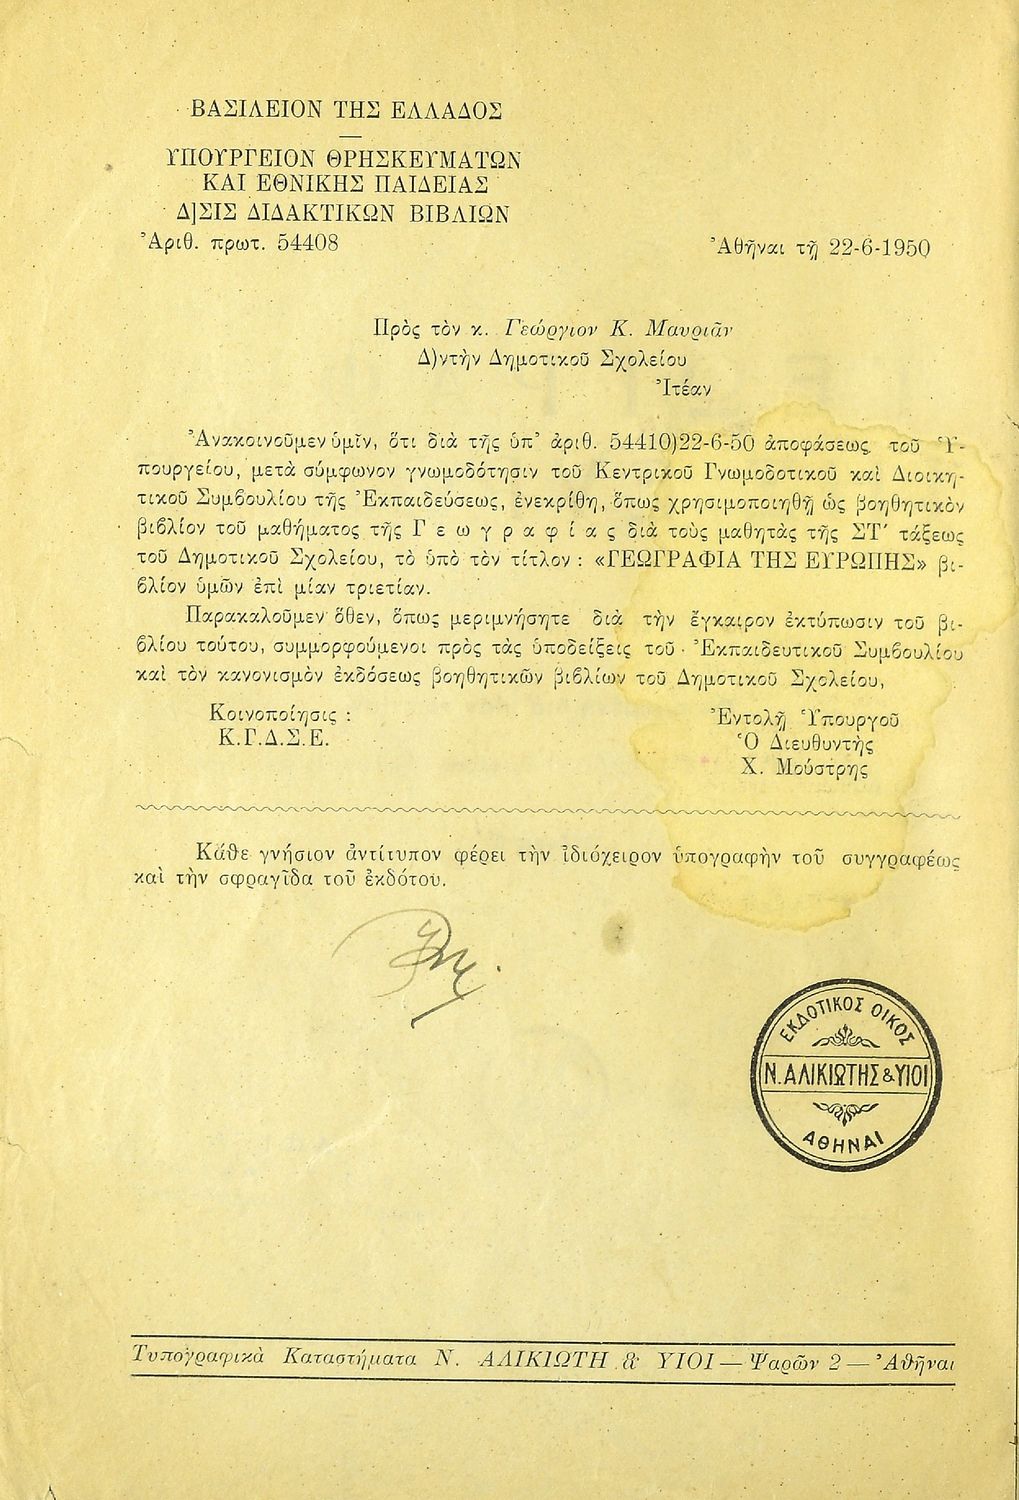 ΒΑΣΙΛΕΙΟΝ ΤΗΣ ΕΛΛΑΔΟΣ
ΥΠΟΥΡΓΕΙΟΝ ΘΡΗΣΚΕΥΜΑΤΩΝ
ΚΑΙ ΕΘΝΙΚΗΣ ΠΑΙΔΕΙΑΣ
Δ]ΣΙΣ ΔΙΔΑΚΤΙΚΩΝ ΒΙΒΛΙΩΝ
Ἀριθ. πρωτ. 54408
Ἀθῆναι τῇ 22-6-1950
Πρὸς τὸν κ. Γεώργιον Κ. Μαυριᾶν
Δ)ντὴν Δημοτικοῦ Σχολείου
Ἰτέαν
Ἀνακοινοῦμεν ὑμῖν, ὅτι διὰ τῆς ὑπ' ἀριθ. 54410)22-6-50 ἀποφάσεως τοῦ Ὑ-
πουργείου, μετὰ σύμφωνον γνωμοδότησιν τοῦ Κεντρικοῦ Γνωμοδοτικοῦ καὶ Διοικη-
τικοῦ Συμβουλίου τῆς Ἐκπαιδεύσεως, ἐνεκρίθη, ὅπως χρησιμοποιηθῇ ὡς βοηθητικὸν
βιβλίον τοῦ μαθήματος τῆς Γ ε ω γ ρ α φ ί α ς διὰ τοὺς μαθητὰς τῆς ΣΤ' τάξεως
τοῦ Δημοτικοῦ Σχολείου, τὸ ὑπὸ τὸν τίτλον : «ΓΕΩΓΡΑΦΙΑ ΤΗΣ ΕΥΡΩΠΗΣ» βι-
βλίον ὑμῶν ἐπὶ μίαν τριετίαν.
Παρακαλοῦμεν ὅθεν, ὅπως μεριμνήσητε διὰ τὴν ἔγκαιρον ἐκτύπωσιν τοῦ βι-
βλίου τούτου, συμμορφούμενοι πρὸς τὰς ὑποδείξεις τοῦ Ἐκπαιδευτικοῦ Συμβουλίου
καὶ τὸν κανονισμὸν ἐκδόσεως βοηθητικῶν βιβλίων τοῦ Δημοτικοῦ Σχολείου,
Κοινοποίησις :
Κ.Γ.Δ.Σ.Ε.
Ἐντολῇ Ὑπουργοῦ
Ὁ Διευθυντὴς
Χ. Μούστρης
Κάθε γνήσιον ἀντίτυπον φέρει τὴν ἰδιόχειρον ὑπογραφὴν τοῦ συγγραφέως
καὶ τὴν σφραγῖδα τοῦ ἐκδότου.
ΕΚΔΟΤΙΚΟΣ ΟΙΚΟΣ
Ν. ΑΛΙΚΙΩΤΗΣ & ΥΙΟΙ
ΑΘΗΝΑΙ
Τυπογραφικὰ Καταστήματα Ν. ΑΛΙΚΙΩΤΗ & ΥΙΟΙ — Ψαρῶν 2 — Ἀθῆναι